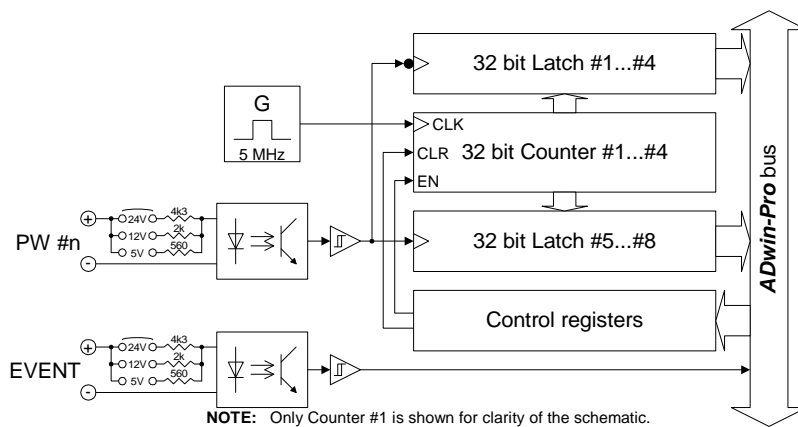 32 bit Latch #1...#4
G
5 MHz
CLK
CLR
EN
32 bit Counter #1...#4
32 bit Latch #5...#8
Control registers
ADwin-Pro bus
PW #n
+
-
24V
12V
5V
4k3
2k
560
EVENT
+
-
24V
12V
5V
4k3
2k
560
NOTE: Only Counter #1 is shown for clarity of the schematic.